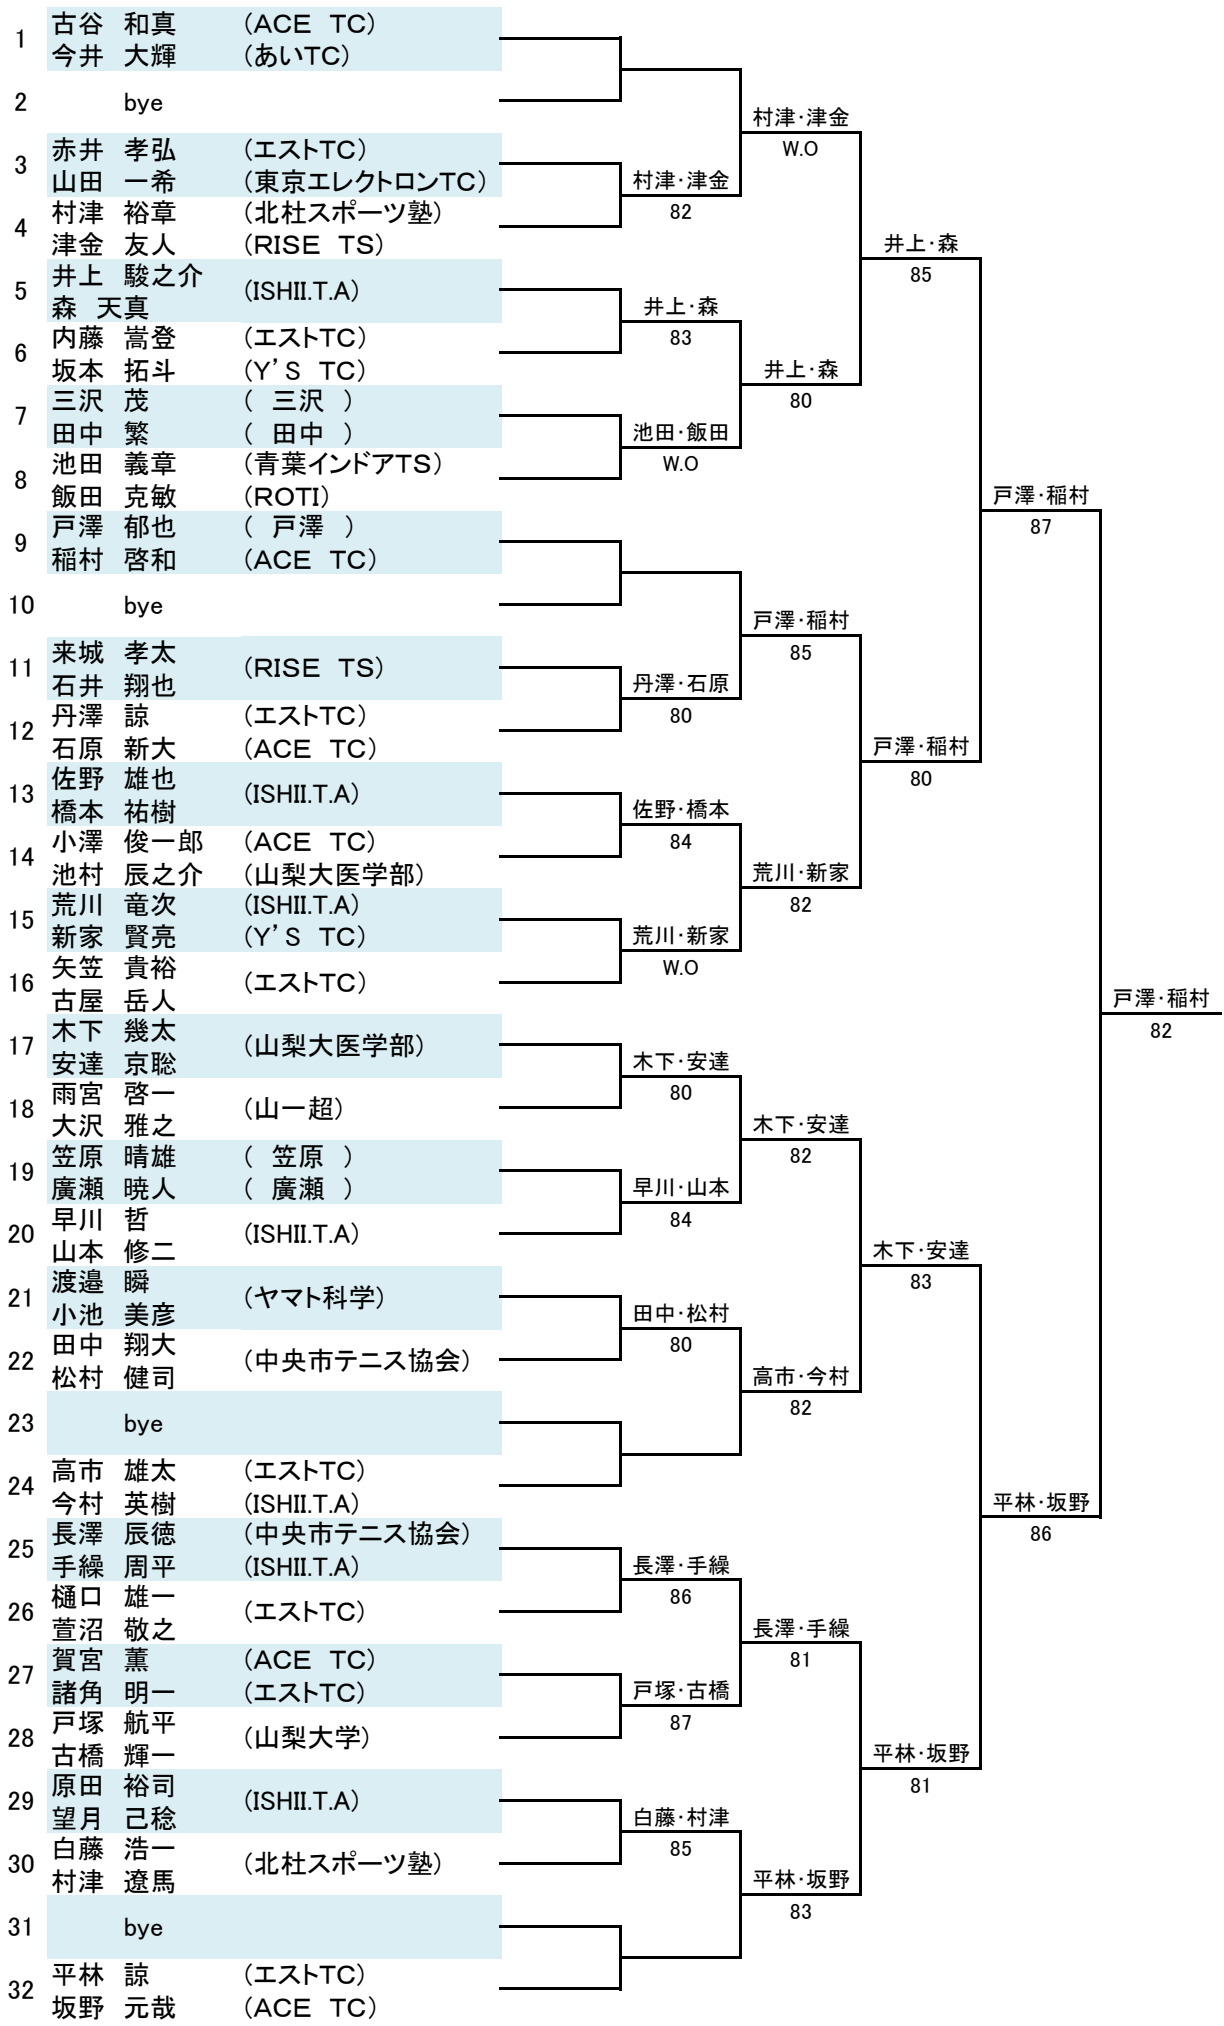 1 古谷 和真 (ACE TC)
今井 大輝 (あいTC)
2 bye
3 赤井 孝弘 (エストTC)
山田 一希 (東京エレクトロンTC)
4 村津 裕章 (北杜スポーツ塾)
津金 友人 (RISE TS)
5 井上 駿之介 (ISHII.T.A)
森 天真
6 内藤 嵩登 (エストTC)
坂本 拓斗 (Y'S TC)
7 三沢 茂 ( 三沢 )
田中 繁 ( 田中 )
8 池田 義章 (青葉インドアTS)
飯田 克敏 (ROTI)
9 戸澤 郁也 ( 戸澤 )
稲村 啓和 (ACE TC)
10 bye
11 来城 孝太 (RISE TS)
石井 翔也
12 丹澤 諒 (エストTC)
石原 新大 (ACE TC)
13 佐野 雄也 (ISHII.T.A)
橋本 祐樹
14 小澤 俊一郎 (ACE TC)
池村 辰之介 (山梨大医学部)
15 荒川 竜次 (ISHII.T.A)
新家 賢亮 (Y'S TC)
16 矢笠 貴裕 (エストTC)
古屋 岳人
17 木下 幾太 (山梨大医学部)
安達 京聡
18 雨宮 啓一 (山一超)
大沢 雅之
19 笠原 晴雄 ( 笠原 )
廣瀬 暁人 ( 廣瀬 )
20 早川 哲 (ISHII.T.A)
山本 修二
21 渡邉 瞬 (ヤマト科学)
小池 美彦
22 田中 翔大 (中央市テニス協会)
松村 健司
23 bye
24 高市 雄太 (エストTC)
今村 英樹 (ISHII.T.A)
25 長澤 辰徳 (中央市テニス協会)
手繰 周平 (ISHII.T.A)
26 樋口 雄一 (エストTC)
萱沼 敬之
27 賀宮 薫 (ACE TC)
諸角 明一 (エストTC)
28 戸塚 航平 (山梨大学)
古橋 輝一
29 原田 裕司 (ISHII.T.A)
望月 己稔
30 白藤 浩一 (北杜スポーツ塾)
村津 遼馬
31 bye
32 平林 諒 (エストTC)
坂野 元哉 (ACE TC)
村津・津金
82
井上・森
83
池田・飯田
W.O
丹澤・石原
80
佐野・橋本
84
荒川・新家
W.O
木下・安達
80
早川・山本
84
田中・松村
80
長澤・手繰
86
戸塚・古橋
87
白藤・村津
85
村津・津金
W.O
井上・森
80
戸澤・稲村
85
荒川・新家
82
木下・安達
82
高市・今村
82
長澤・手繰
81
平林・坂野
83
井上・森
85
戸澤・稲村
80
木下・安達
83
平林・坂野
81
戸澤・稲村
87
平林・坂野
86
戸澤・稲村
82